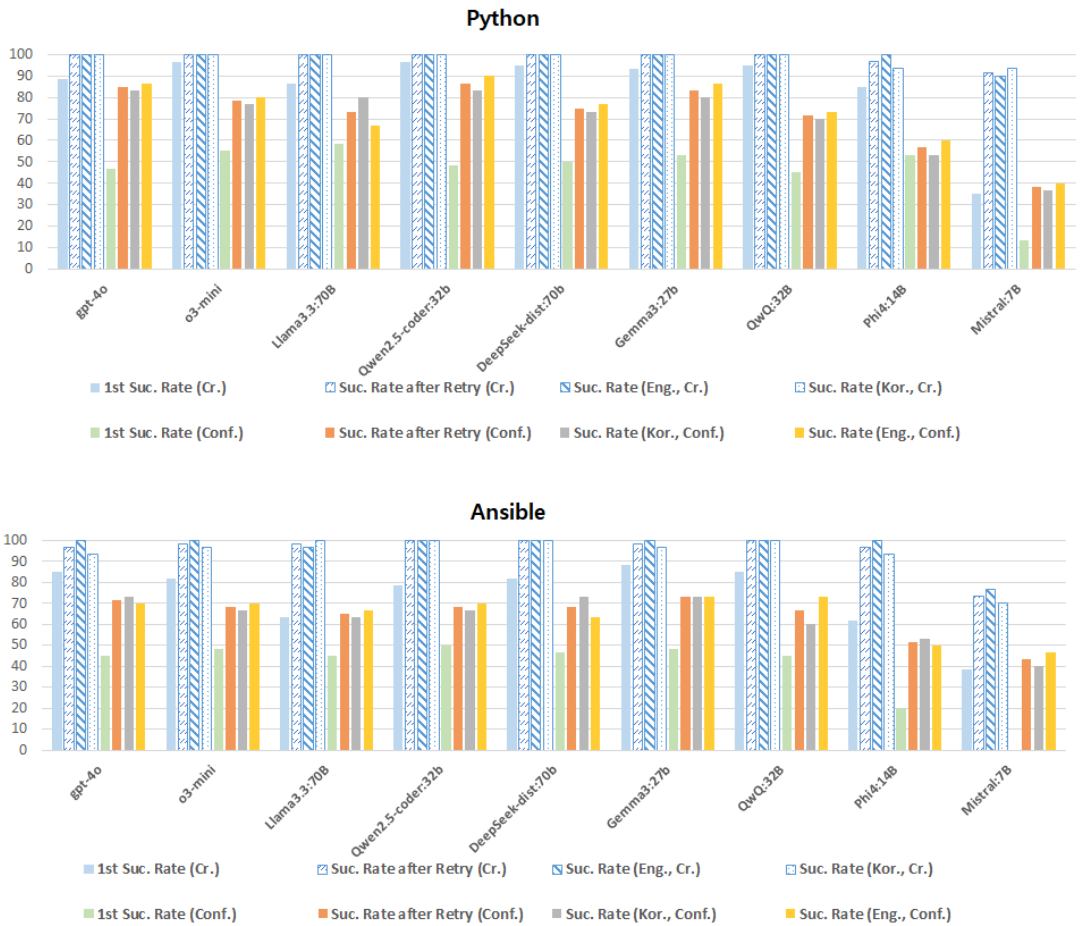 Python
100
90
80
70
60
50
40
30
20
10
0
gpt-4o
o3-mini
Llama3.3:70B
Qwen2.5-coder:32b
DeepSeek-dist:70b
Gemma3:27b
QwQ:32B
Phi4:14B
Mistral:7B
1st Suc. Rate (Cr.) Suc. Rate after Retry (Cr.) Suc. Rate (Eng., Cr.) Suc. Rate (Kor., Cr.)
1st Suc. Rate (Conf.) Suc. Rate after Retry (Conf.) Suc. Rate (Kor., Conf.) Suc. Rate (Eng., Conf.)
Ansible
100
90
80
70
60
50
40
30
20
10
0
gpt-4o
o3-mini
Llama3.3:70B
Qwen2.5-coder:32b
DeepSeek-dist:70b
Gemma3:27b
QwQ:32B
Phi4:14B
Mistral:7B
1st Suc. Rate (Cr.) Suc. Rate after Retry (Cr.) Suc. Rate (Eng., Cr.) Suc. Rate (Kor., Cr.)
1st Suc. Rate (Conf.) Suc. Rate after Retry (Conf.) Suc. Rate (Kor., Conf.) Suc. Rate (Eng., Conf.)